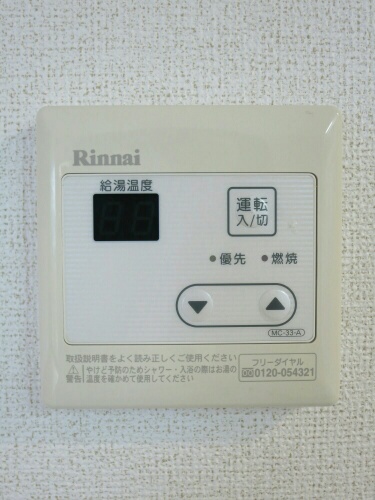 Rinnai
給湯温度
運転
入/切
優先
燃焼
▼ ▲
MC-33-A
取扱説明書をよく読み正しくご使用ください
警告 やけど予防のためシャワー・入浴の際はお湯の
温度を確かめて使用してください
フリーダイヤル
0120-054321